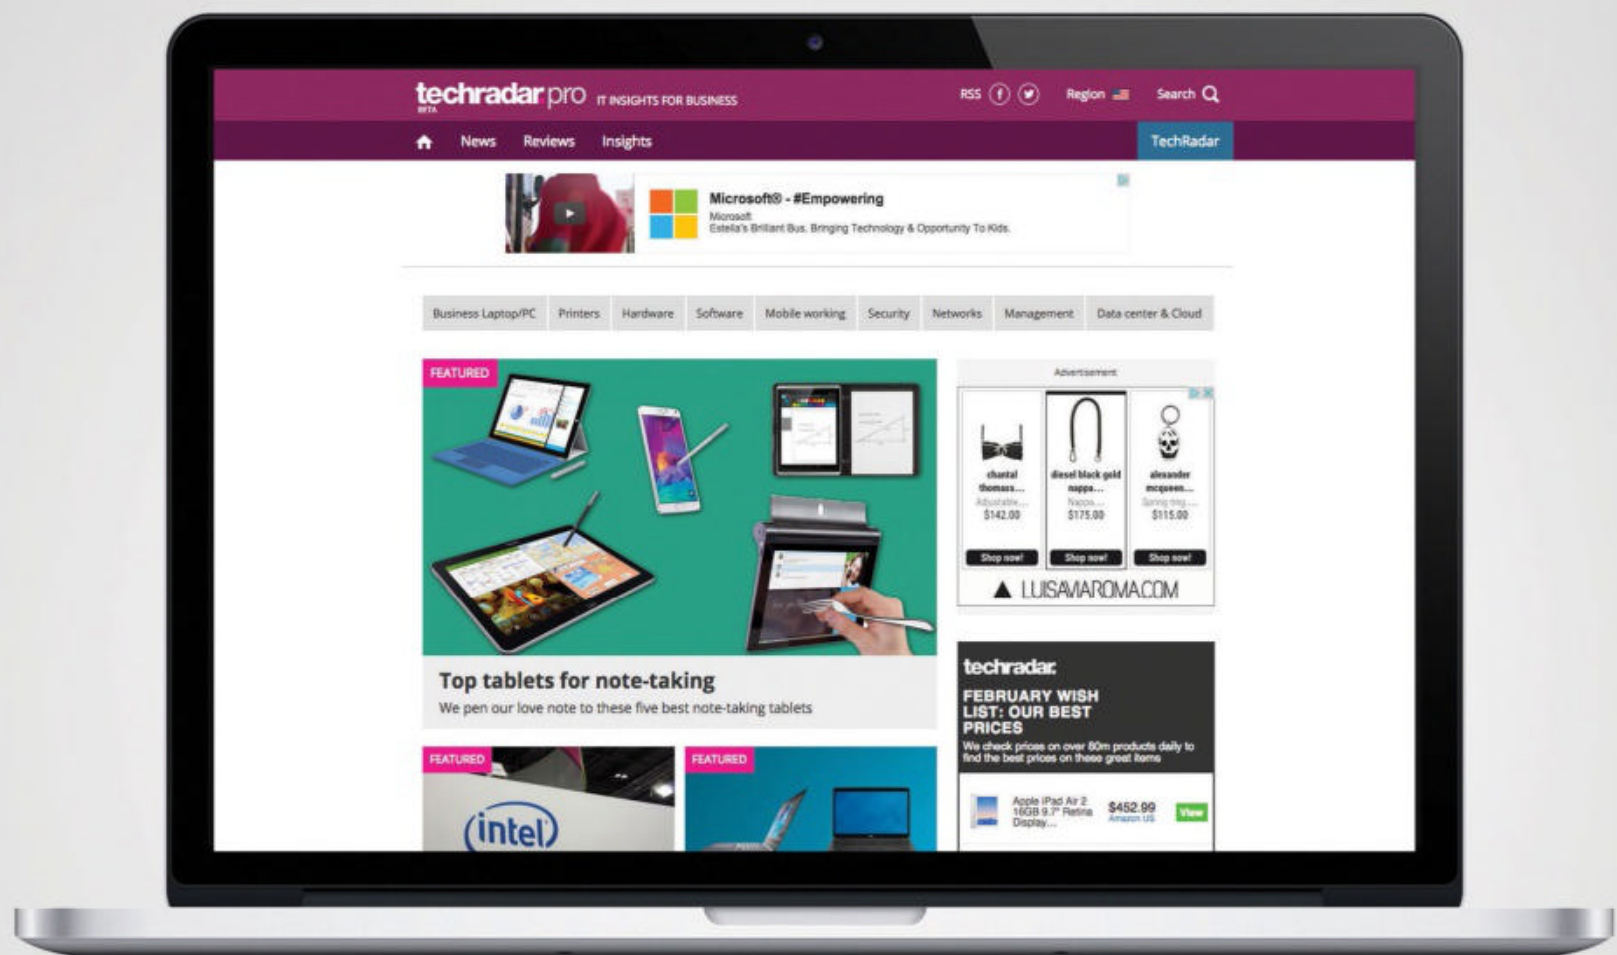 techradar.pro IT INSIGHTS FOR BUSINESS
BETA
RSS
Region
Search
News
Reviews
Insights
TechRadar
Microsoft® - #Empowering
Microsoft
Estella's Brilliant Bus. Bringing Technology & Opportunity To Kids.
Business Laptop/PC
Printers
Hardware
Software
Mobile working
Security
Networks
Management
Data center & Cloud
FEATURED
Top tablets for note-taking
We pen our love note to these five best note-taking tablets
FEATURED
intel
FEATURED
Advertisement
chantal
thomass...
Adjustable...
$142.00
Shop now!
diesel black gold
nappa...
Nappa...
$175.00
Shop now!
alexander
mcqueen...
Spring ring ...
$115.00
Shop now!
LUISAVIAROMA.COM
techradar.
FEBRUARY WISH
LIST: OUR BEST
PRICES
We check prices on over 80m products daily to
find the best prices on these great items
Apple iPad Air 2
16GB 9.7" Retina
Display...
$452.99
Amazon US
View